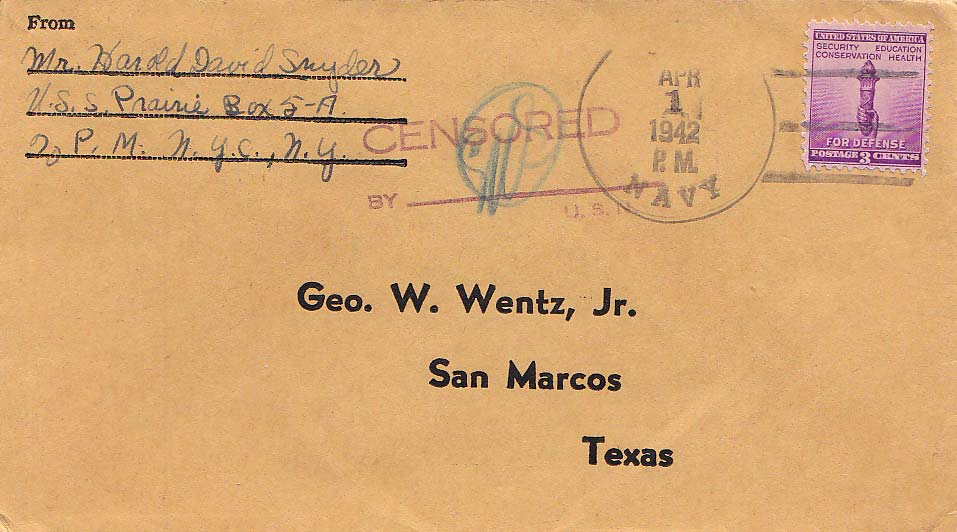 From
Mr. Harold David Snyder
U.S.S. Prairie Box 5-A.
% P. M. N.Y.C., N.Y.
CENSORED
BY U.S.N.
APR
1
1942
P.M.
NAVY
UNITED STATES OF AMERICA
SECURITY EDUCATION
CONSERVATION HEALTH
FOR DEFENSE
POSTAGE 3 CENTS
Geo. W. Wentz, Jr.
San Marcos
Texas